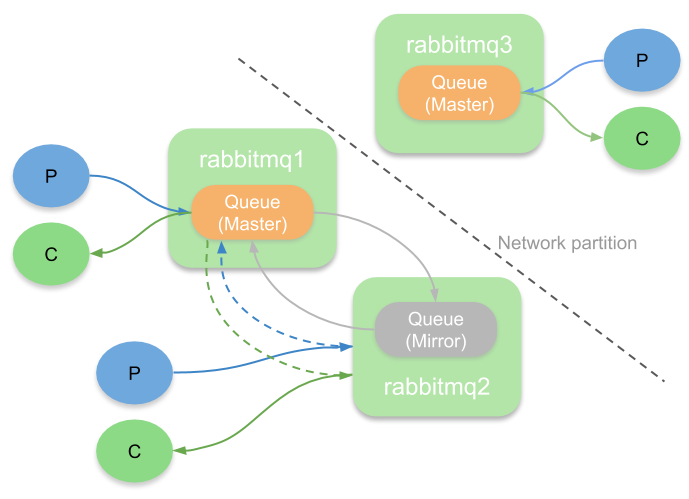 rabbitmq3
Queue
(Master)
P
C
rabbitmq1
Queue
(Master)
P
C
Network partition
Queue
(Mirror)
rabbitmq2
P
C